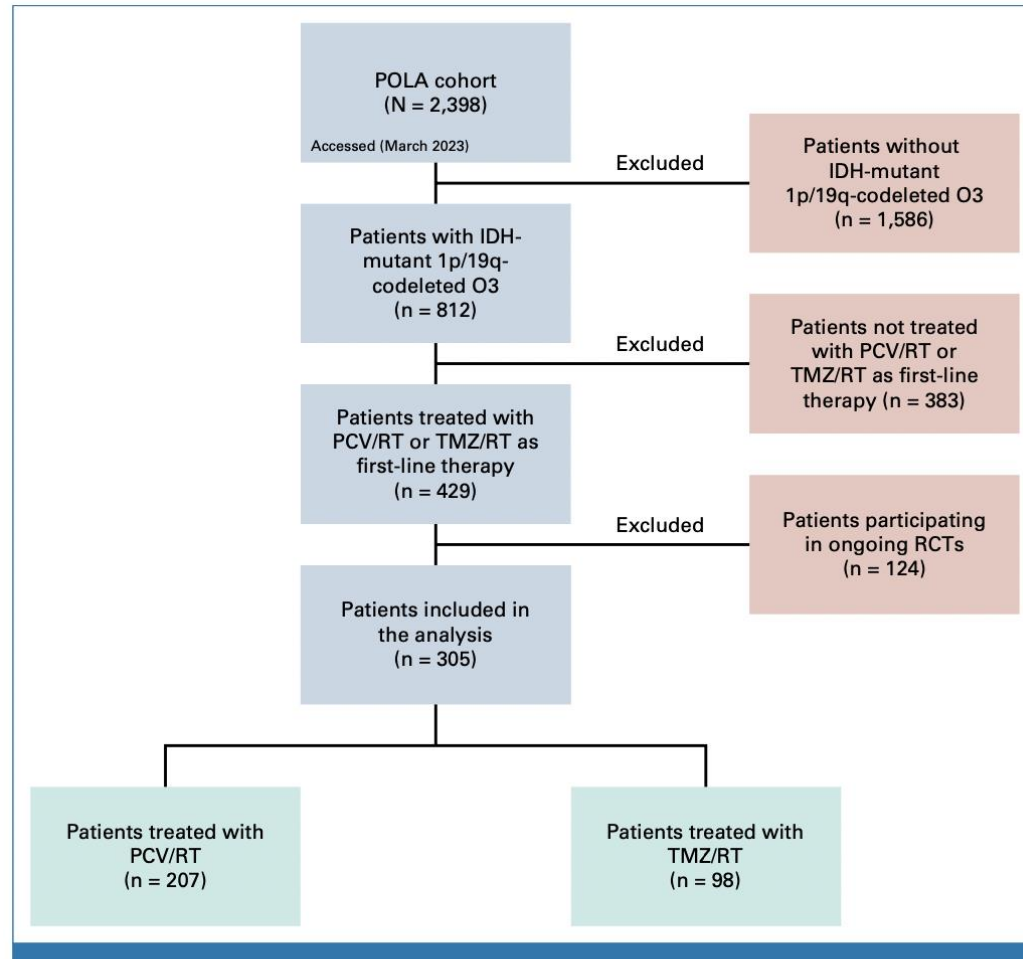 POLA cohort
(N = 2,398)
Accessed (March 2023)
Excluded
Patients without
IDH-mutant
1p/19q-codeleted O3
(n = 1,586)
Patients with IDH-
mutant 1p/19q-
codeleted O3
(n = 812)
Excluded
Patients not treated
with PCV/RT or
TMZ/RT as first-line
therapy (n = 383)
Patients treated with
PCV/RT or TMZ/RT as
first-line therapy
(n = 429)
Excluded
Patients participating
in ongoing RCTs
(n = 124)
Patients included in
the analysis
(n = 305)
Patients treated with
PCV/RT
(n = 207)
Patients treated with
TMZ/RT
(n = 98)